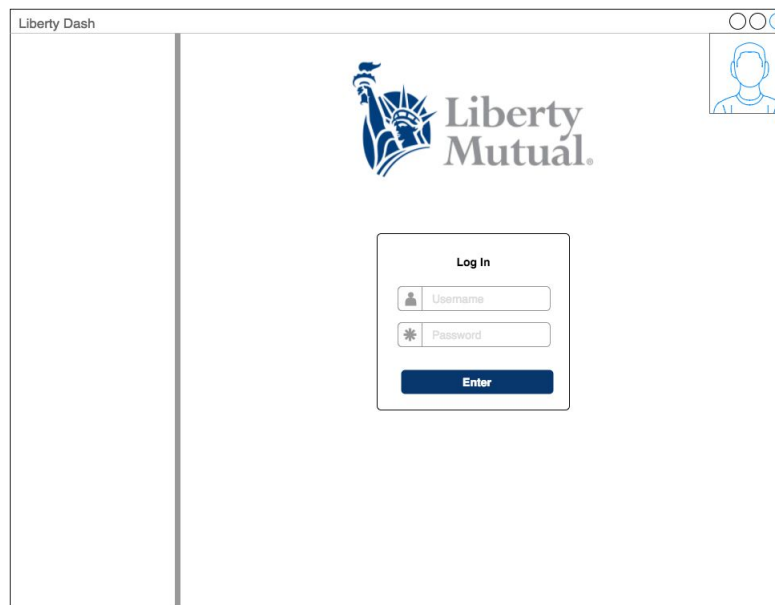 Liberty Dash
Liberty
Mutual®
Log In
Username
Password
Enter